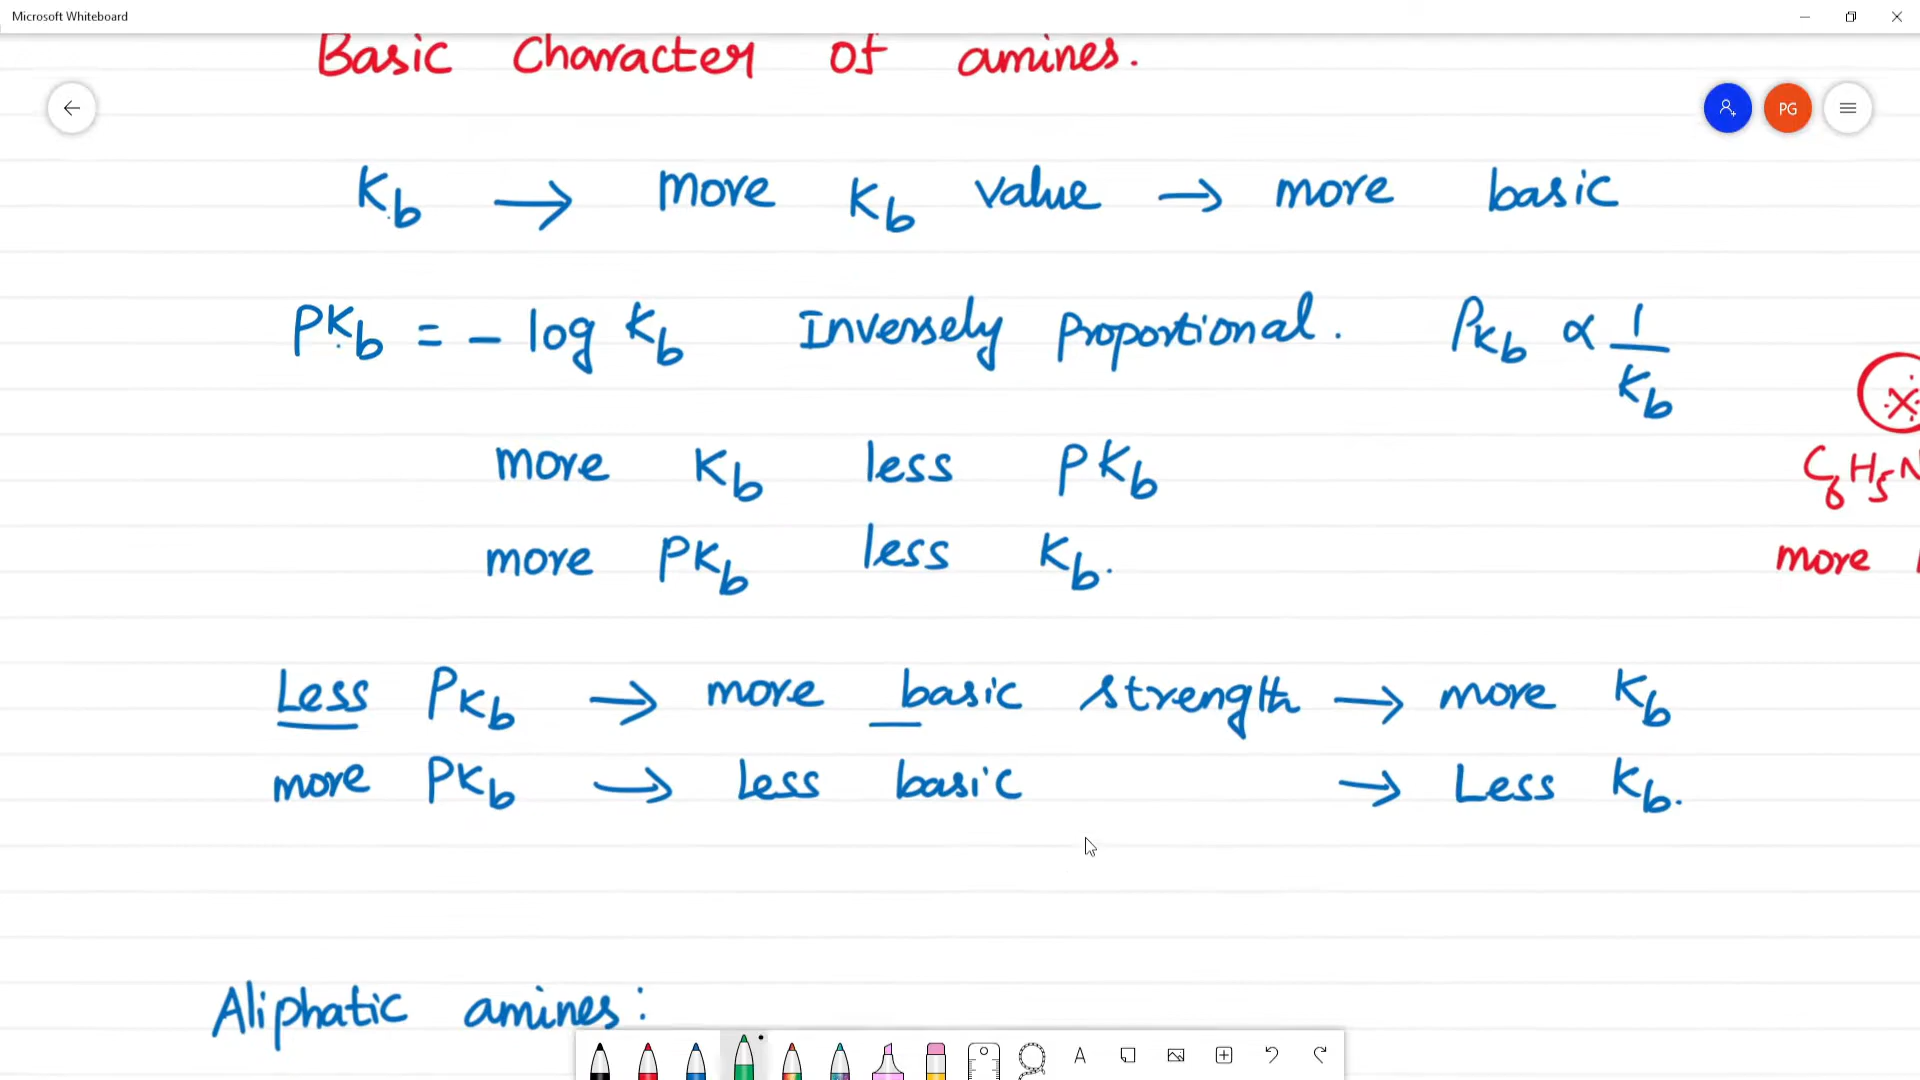 Microsoft Whiteboard
Basic Character of amines.
PG
Kb → more Kb value → more basic
PKb = - log Kb Inversely Proportional. PKb ∝ 1/Kb
X
more Kb less PKb
C6H5N
more PKb less Kb.
more
Less PKb → more basic strength → more Kb
more PKb → Less basic → Less Kb.
Aliphatic amines:
A